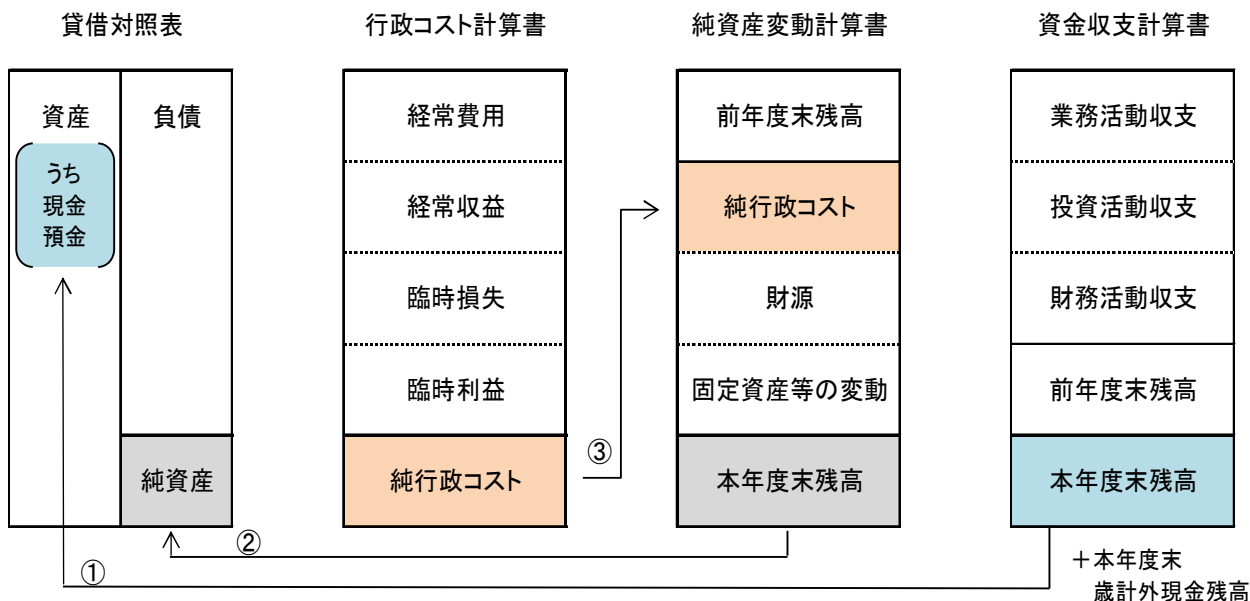 貸借対照表
行政コスト計算書
純資産変動計算書
資金収支計算書
資産
負債
うち
現金
預金
純資産
経常費用
経常収益
臨時損失
臨時利益
純行政コスト
前年度末残高
純行政コスト
財源
固定資産等の変動
本年度末残高
業務活動収支
投資活動収支
財務活動収支
前年度末残高
本年度末残高
③
②
①
+本年度末
歳計外現金残高